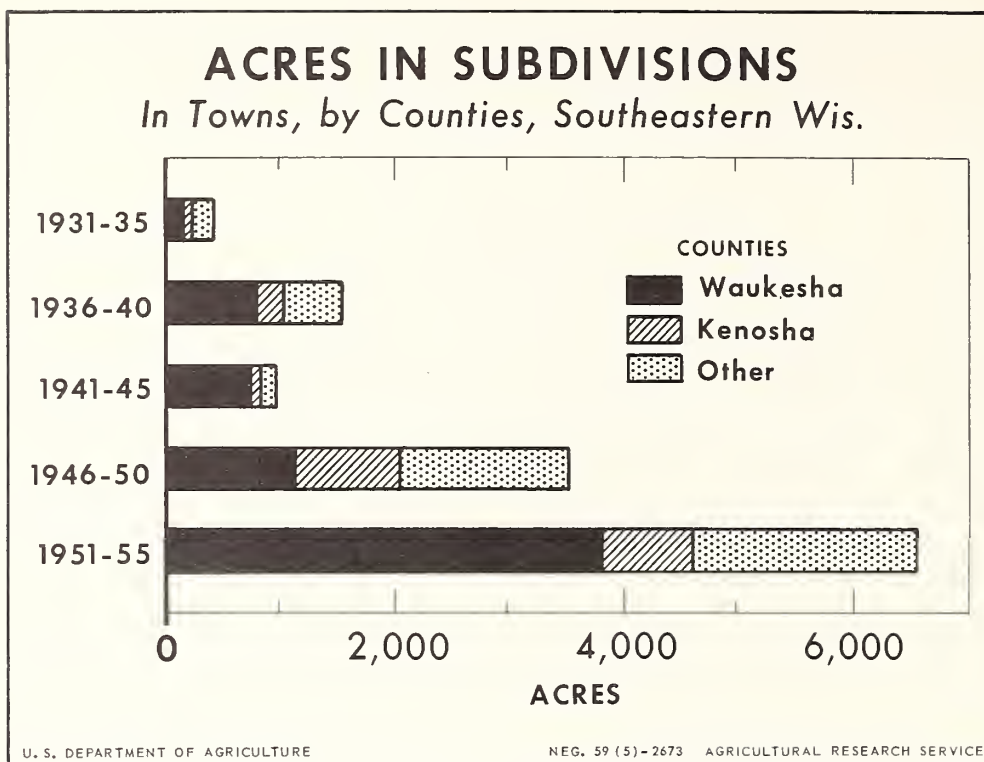 ACRES IN SUBDIVISIONS
In Towns, by Counties, Southeastern Wis.
1931-35
1936-40
1941-45
1946-50
1951-55
COUNTIES
Waukesha
Kenosha
Other
0 2,000 4,000 6,000
ACRES
U. S. DEPARTMENT OF AGRICULTURE NEG. 59 (5)-2673 AGRICULTURAL RESEARCH SERVICE